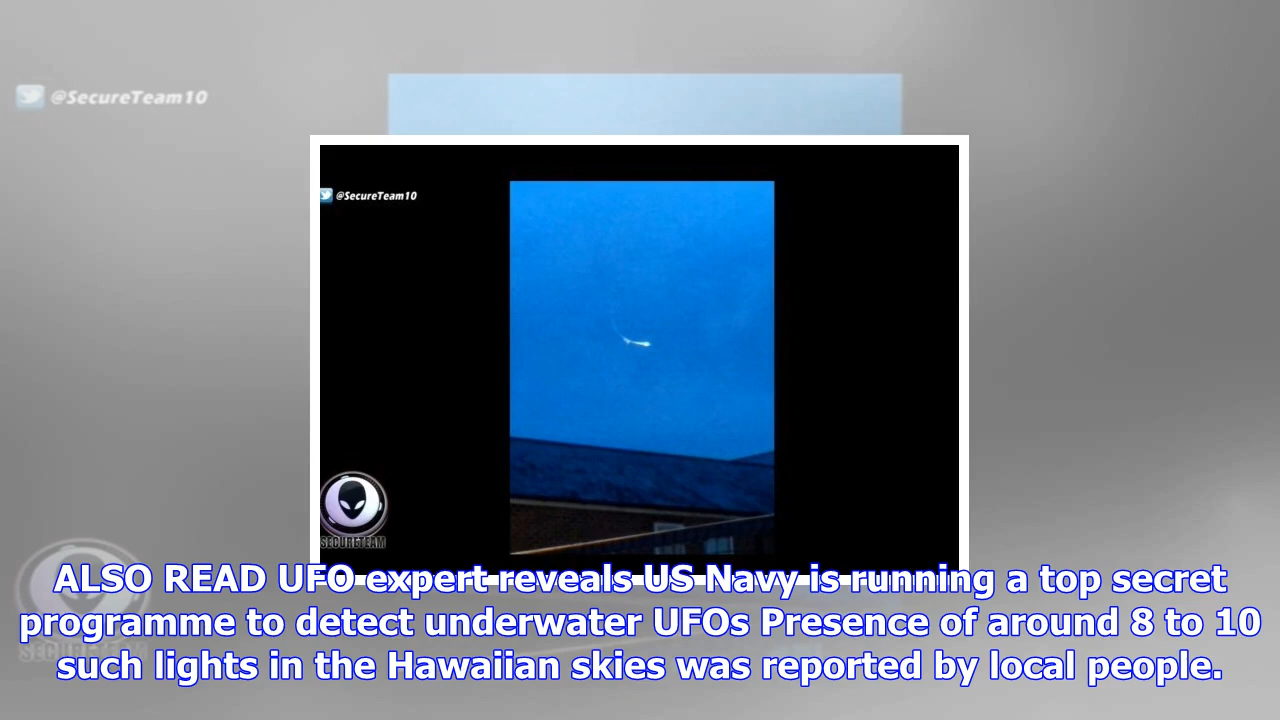 @SecureTeam10
@SecureTeam10
SECURETEAM
SECURETEAM
ALSO READ UFO expert reveals US Navy is running a top secret
programme to detect underwater UFOs Presence of around 8 to 10
such lights in the Hawaiian skies was reported by local people.